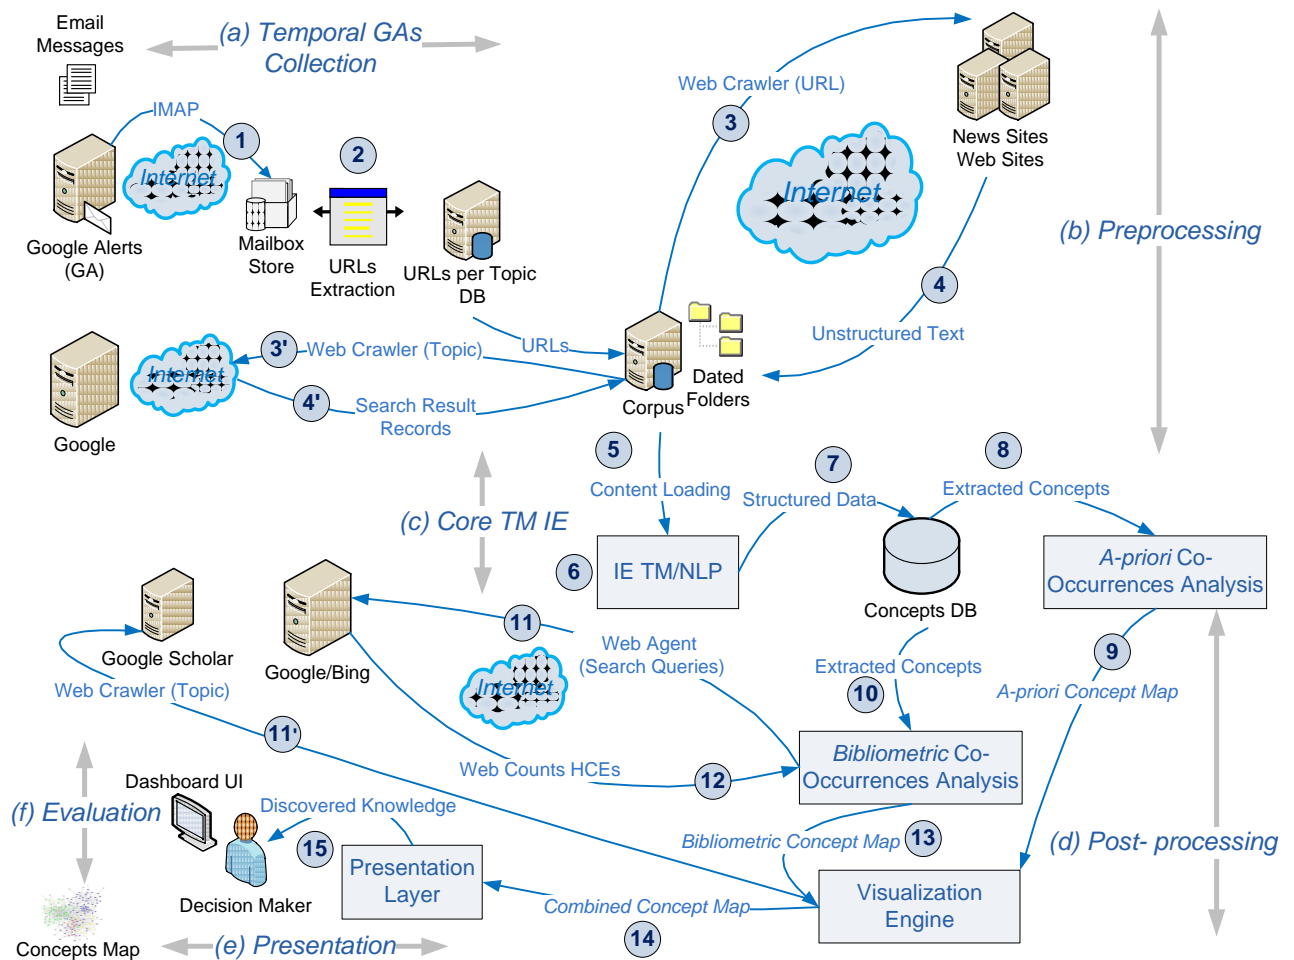 Email
Messages
(a) Temporal GAs
Collection
IMAP
1
Internet
2
Google Alerts
(GA)
Mailbox
Store
URLs
Extraction
URLs per Topic
DB
Web Crawler (URL)
3
Internet
News Sites
Web Sites
(b) Preprocessing
4
Unstructured Text
3'
Web Crawler (Topic)
URLs
Internet
4'
Search Result
Records
Google
Corpus
Dated
Folders
5
Content Loading
7
Structured Data
8
Extracted Concepts
(c) Core TM IE
6
IE TM/NLP
Concepts DB
A-priori Co-
Occurrences Analysis
Google Scholar
Google/Bing
11
Web Agent
(Search Queries)
Internet
Extracted Concepts
10
9
A-priori Concept Map
Web Crawler (Topic)
11'
Web Counts HCEs
12
Bibliometric Co-
Occurrences Analysis
(f) Evaluation
Dashboard UI
Discovered Knowledge
15
Bibliometric Concept Map
13
(d) Post- processing
Presentation
Layer
Decision Maker
Combined Concept Map
14
Visualization
Engine
Concepts Map
(e) Presentation